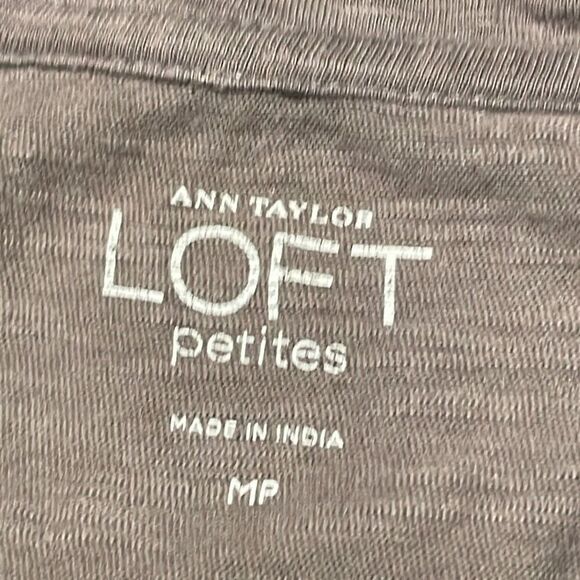 ANN TAYLOR
LOFT
petites
MADE IN INDIA
MP